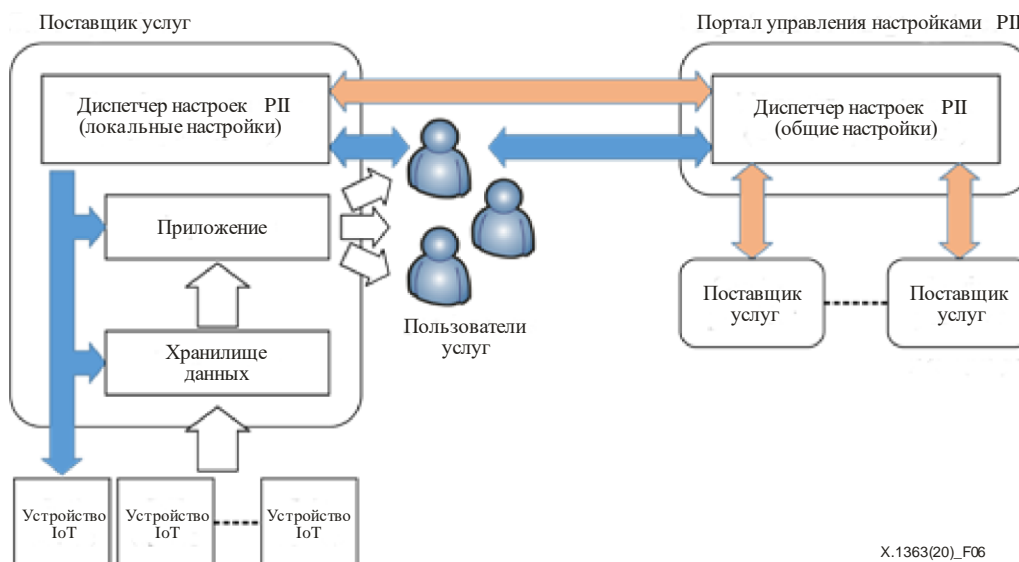 Поставщик услуг
Портал управления настройками PII
Диспетчер настроек PII
(локальные настройки)
Диспетчер настроек PII
(общие настройки)
Приложение
Хранилище
данных
Пользователи
услуг
Поставщик
услуг
Поставщик
услуг
Устройство
IoT
Устройство
IoT
Устройство
IoT
X.1363(20)_F06